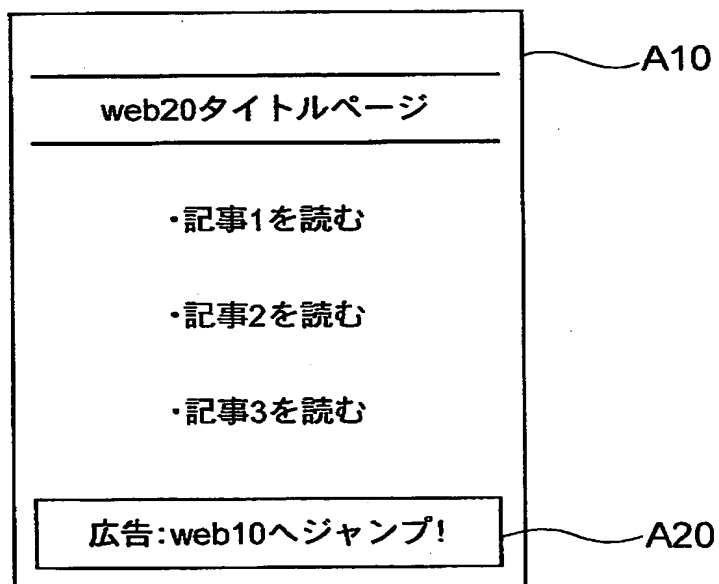 A10
web20タイトルページ
・記事1を読む
・記事2を読む
・記事3を読む
広告:web10へジャンプ!
A20